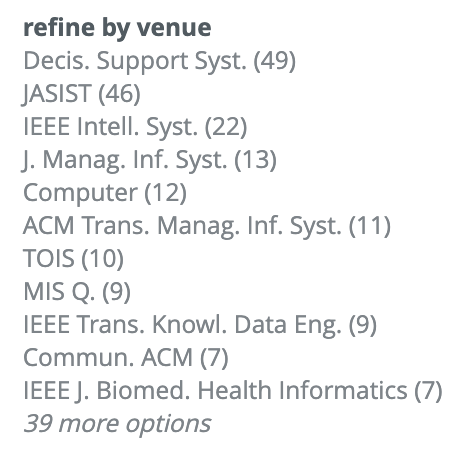 refine by venue
Decis. Support Syst. (49)
JASIST (46)
IEEE Intell. Syst. (22)
J. Manag. Inf. Syst. (13)
Computer (12)
ACM Trans. Manag. Inf. Syst. (11)
TOIS (10)
MIS Q. (9)
IEEE Trans. Knowl. Data Eng. (9)
Commun. ACM (7)
IEEE J. Biomed. Health Informatics (7)
39 more options